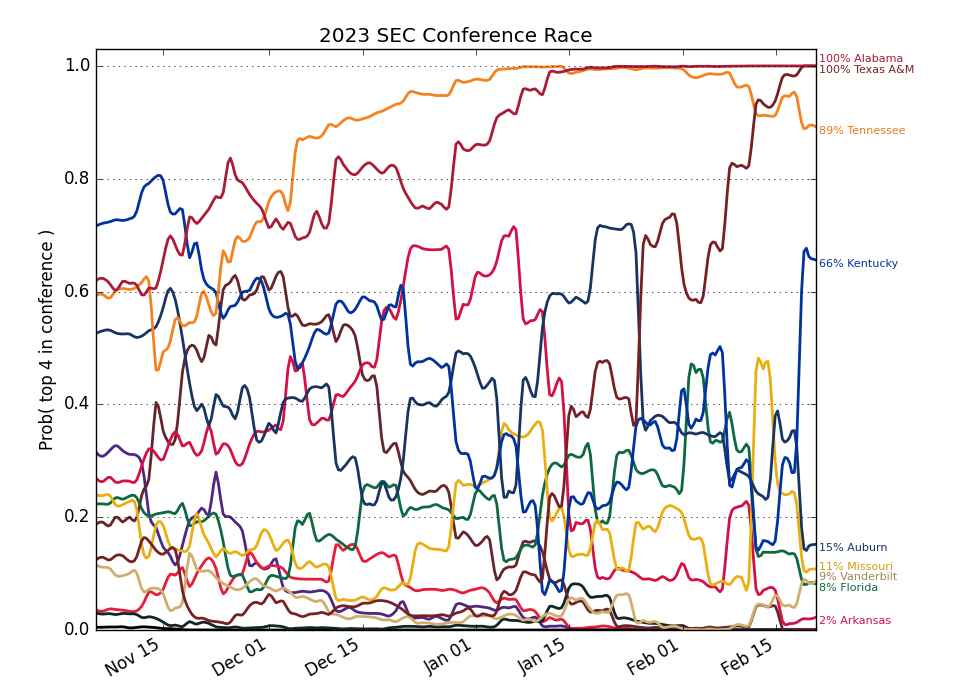 2023 SEC Conference Race
Prob( top 4 in conference )
1.0
0.8
0.6
0.4
0.2
0.0
Nov 15
Dec 01
Dec 15
Jan 01
Jan 15
Feb 01
Feb 15
100% Alabama
100% Texas A&M
89% Tennessee
66% Kentucky
15% Auburn
11% Missouri
9% Vanderbilt
8% Florida
2% Arkansas